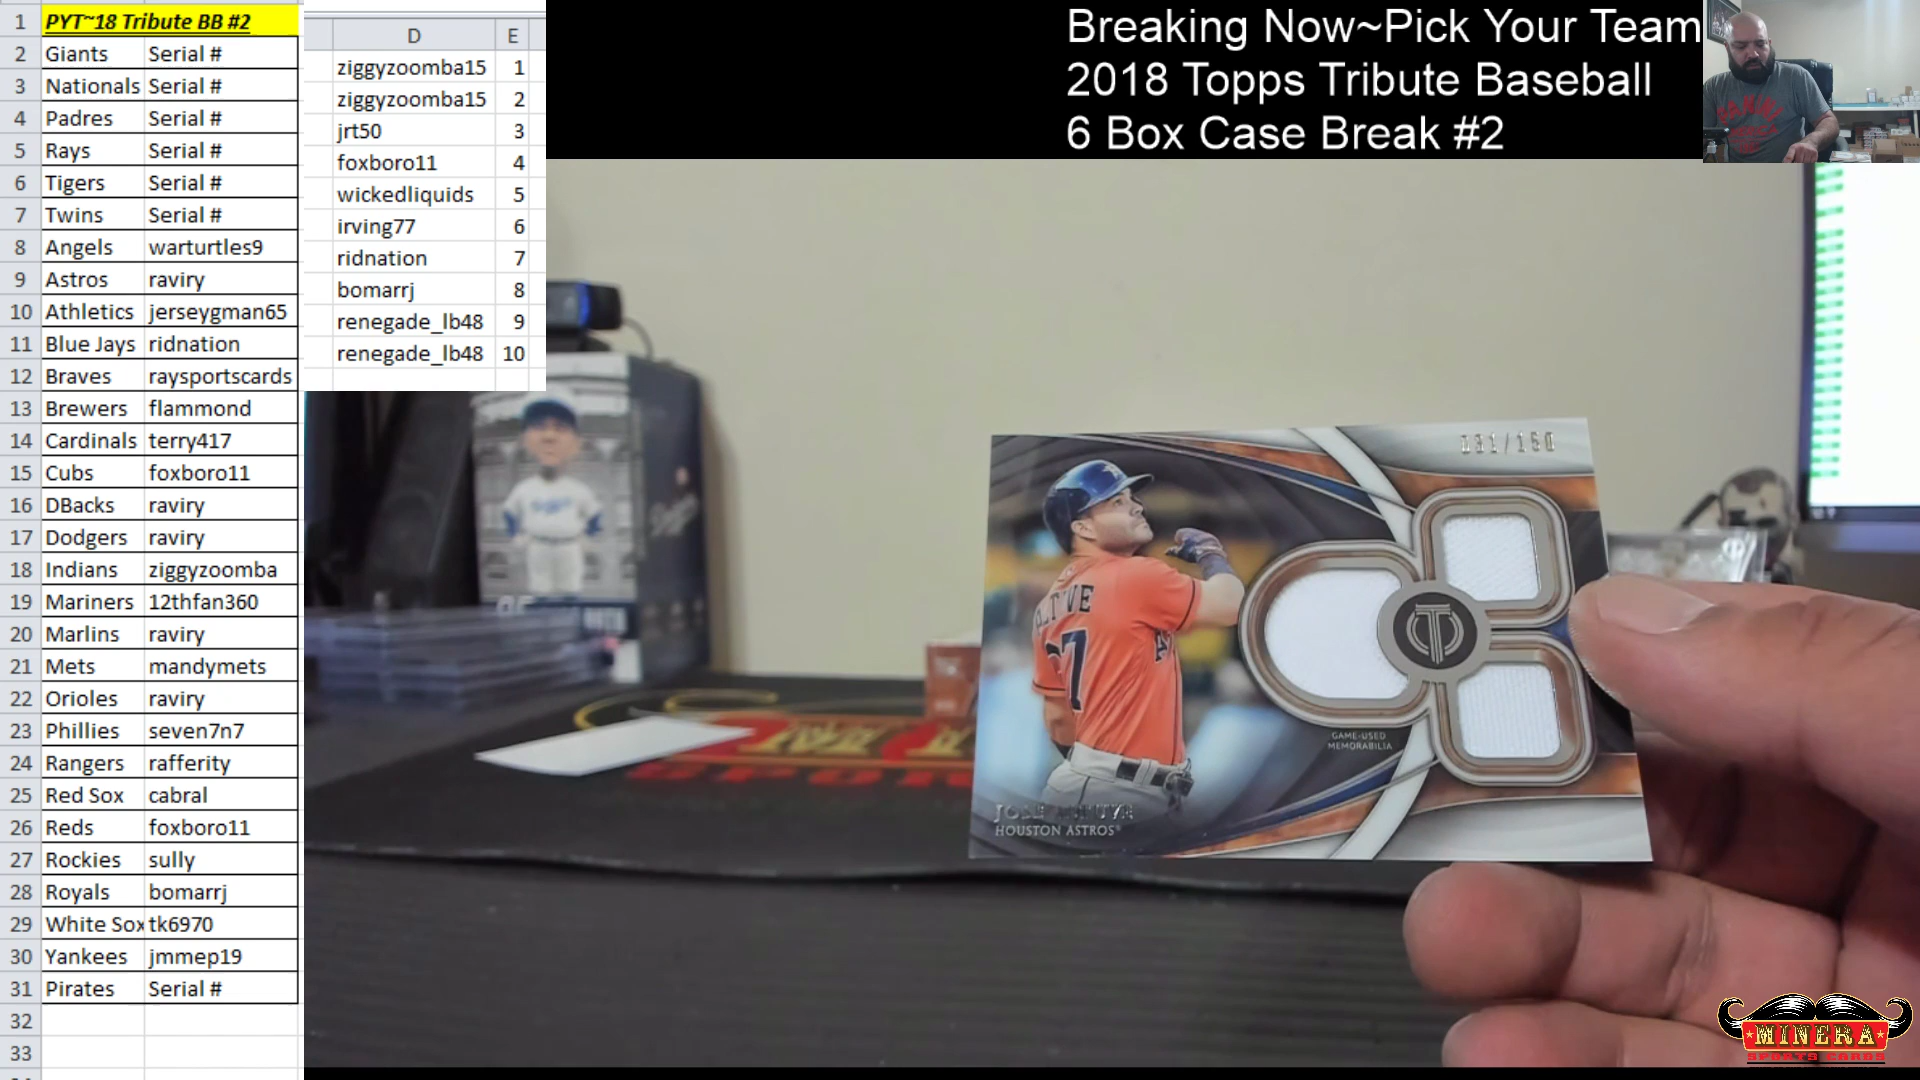 1 PYT~18 Tribute BB #2
2 Giants Serial #
3 Nationals Serial #
4 Padres Serial #
5 Rays Serial #
6 Tigers Serial #
7 Twins Serial #
8 Angels warturtles9
9 Astros raviry
10 Athletics jerseygman65
11 Blue Jays ridnation
12 Braves raysportscards
13 Brewers flammond
14 Cardinals terry417
15 Cubs foxboro11
16 DBacks raviry
17 Dodgers raviry
18 Indians ziggyzoomba
19 Mariners 12thfan360
20 Marlins raviry
21 Mets mandymets
22 Orioles raviry
23 Phillies seven7n7
24 Rangers rafferity
25 Red Sox cabral
26 Reds foxboro11
27 Rockies sully
28 Royals bomarrj
29 White Sox tk6970
30 Yankees jmmep19
31 Pirates Serial #
32
33
D E
ziggyzoomba15 1
ziggyzoomba15 2
jrt50 3
foxboro11 4
wickedliquids 5
irving77 6
ridnation 7
bomarrj 8
renegade_lb48 9
renegade_lb48 10
Breaking Now~Pick Your Team
2018 Topps Tribute Baseball
6 Box Case Break #2
031/150
GAME-USED
MEMORABILIA
JOSE ALTUVE
HOUSTON ASTROS®
MINERA
SPORTS CARDS